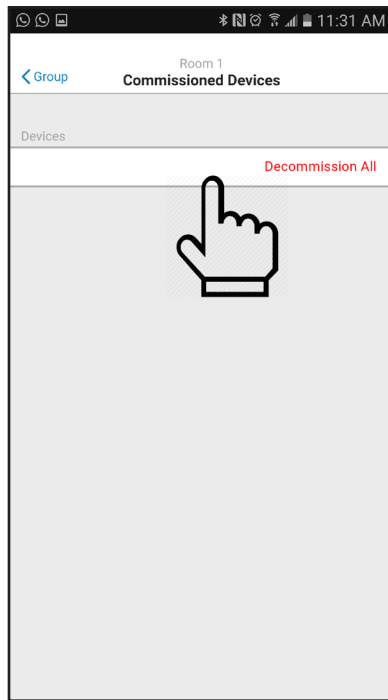 11:31 AM
Group
Room 1
Commissioned Devices
Devices
Decommission All